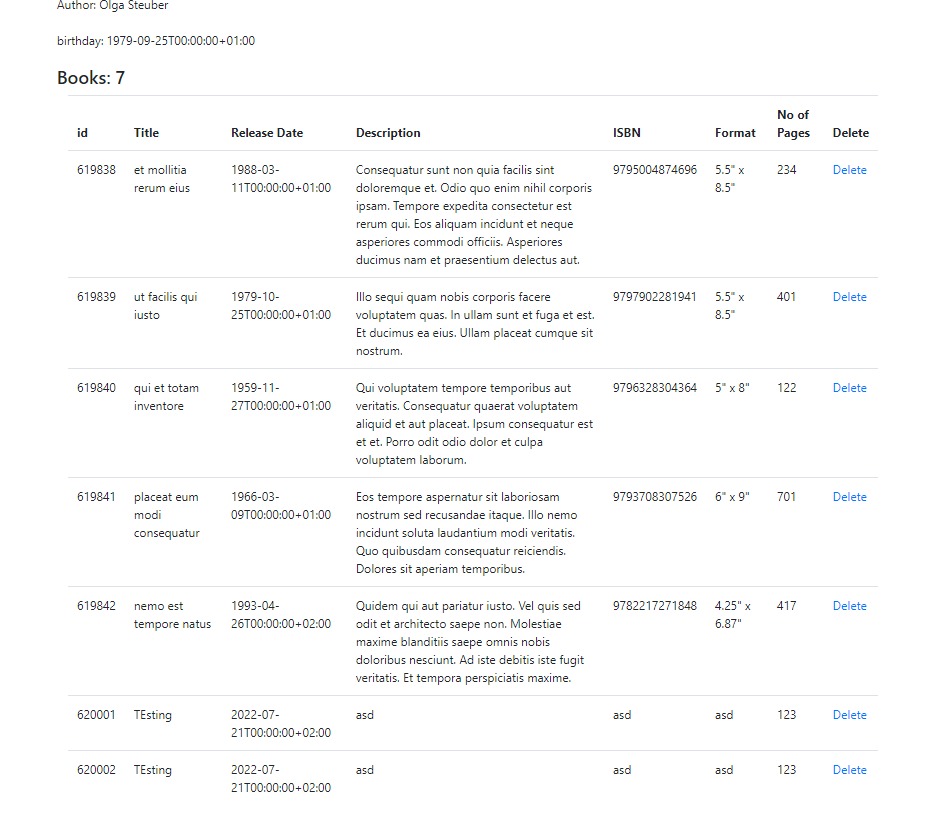 Author: Olga Steuber
birthday: 1979-09-25T00:00:00+01:00
Books: 7
id Title Release Date Description ISBN Format No of Pages Delete
619838 et mollitia 1988-03- Consequatur sunt non quia facilis sint 9795004874696 5.5" x 234 Delete
rerum eius 11T00:00:00+01:00 doloremque et. Odio quo enim nihil corporis 8.5"
ipsam. Tempore expedita consectetur est
rerum qui. Eos aliquam incidunt et neque
asperiores commodi officiis. Asperiores
ducimus nam et praesentium delectus aut.
619839 ut facilis qui 1979-10- Illo sequi quam nobis corporis facere 9797902281941 5.5" x 401 Delete
iusto 25T00:00:00+01:00 voluptatem quas. In ullam sunt et fuga et est. 8.5"
Et ducimus ea eius. Ullam placeat cumque sit
nostrum.
619840 qui et totam 1959-11- Qui voluptatem tempore temporibus aut 9796328304364 5" x 8" 122 Delete
inventore 27T00:00:00+01:00 veritatis. Consequatur quaerat voluptatem
aliquid et aut placeat. Ipsum consequatur est
et et. Porro odit odio dolor et culpa
voluptatem laborum.
619841 placeat eum 1966-03- Eos tempore aspernatur sit laboriosam 9793708307526 6" x 9" 701 Delete
modi 09T00:00:00+01:00 nostrum sed recusandae itaque. Illo nemo
consequatur incidunt soluta laudantium modi veritatis.
Quo quibusdam consequatur reiciendis.
Dolores sit aperiam temporibus.
619842 nemo est 1993-04- Quidem qui aut pariatur iusto. Vel quis sed 9782217271848 4.25" x 417 Delete
tempore natus 26T00:00:00+02:00 odit et architecto saepe non. Molestiae 6.87"
maxime blanditiis saepe omnis nobis
doloribus nesciunt. Ad iste debitis iste fugit
veritatis. Et tempora perspiciatis maxime.
620001 TEsting 2022-07- asd asd asd 123 Delete
21T00:00:00+02:00
620002 TEsting 2022-07- asd asd asd 123 Delete
21T00:00:00+02:00